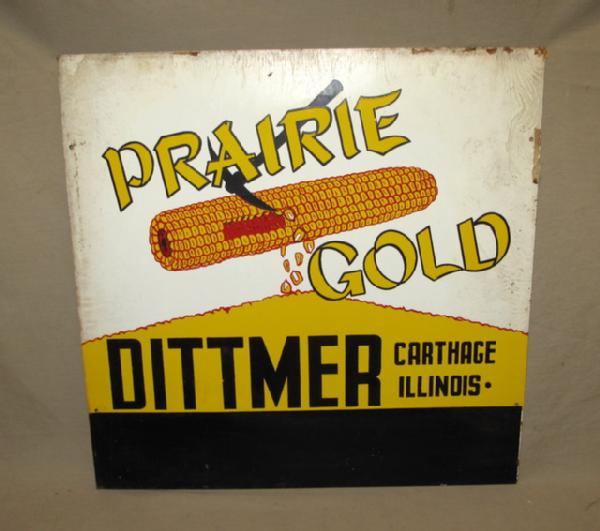 PRAIRIE
GOLD
DITTMER
CARTHAGE
ILLINOIS.